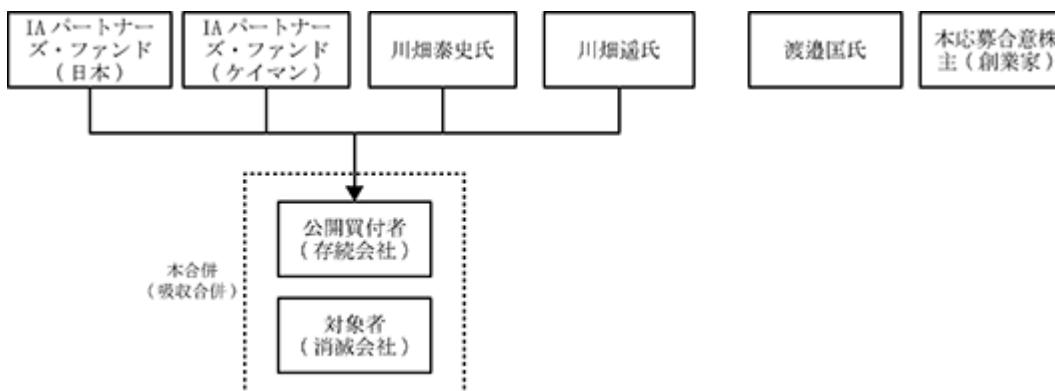 IAパートナー
ズ・ファンド
(日本)
IAパートナー
ズ・ファンド
(ケイマン)
川畑泰史氏
川畑遥氏
渡邉匡氏
本応募合意株
主(創業家)
公開買付者
(存続会社)
本合併
(吸収合併)
対象者
(消滅会社)